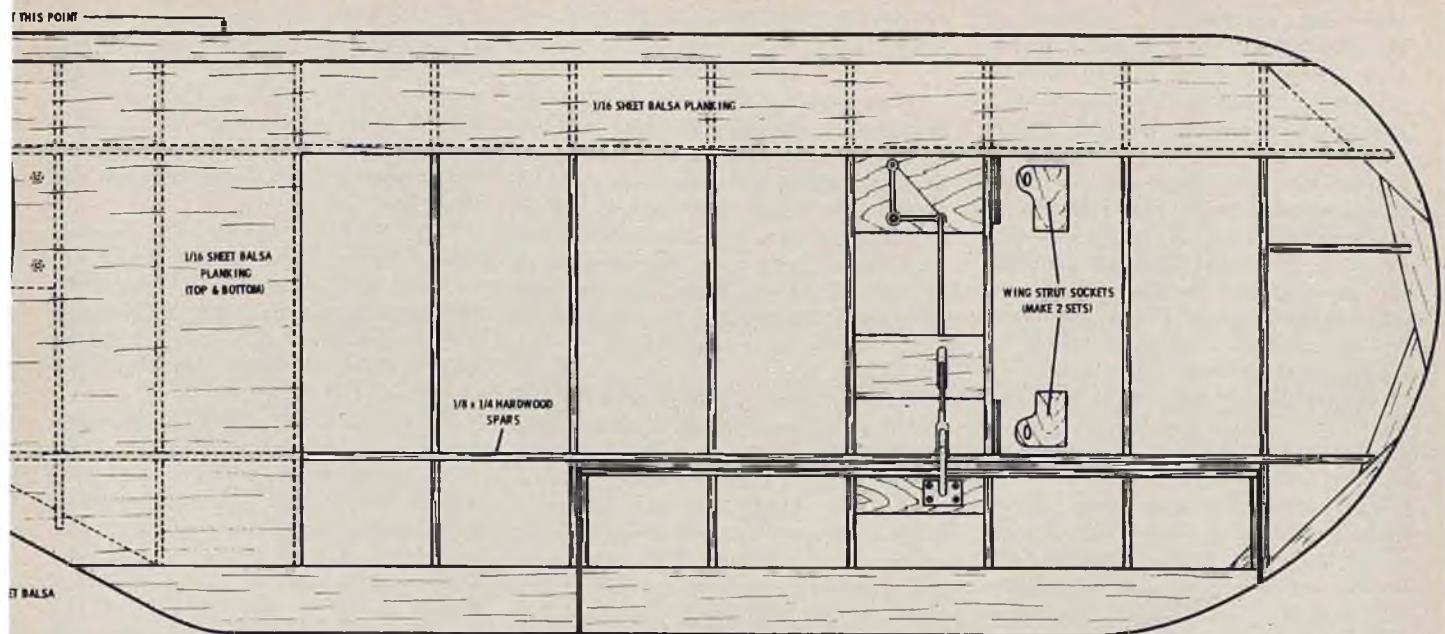 T THIS POINT
1/16 SHEET BALSA PLANKING
1/16 SHEET BALSA
PLANKING
(TOP & BOTTOM)
WING STRUT SOCKETS
(MAKE 2 SETS)
1/8 x 1/4 HARDWOOD
SPARS
ET BALSA